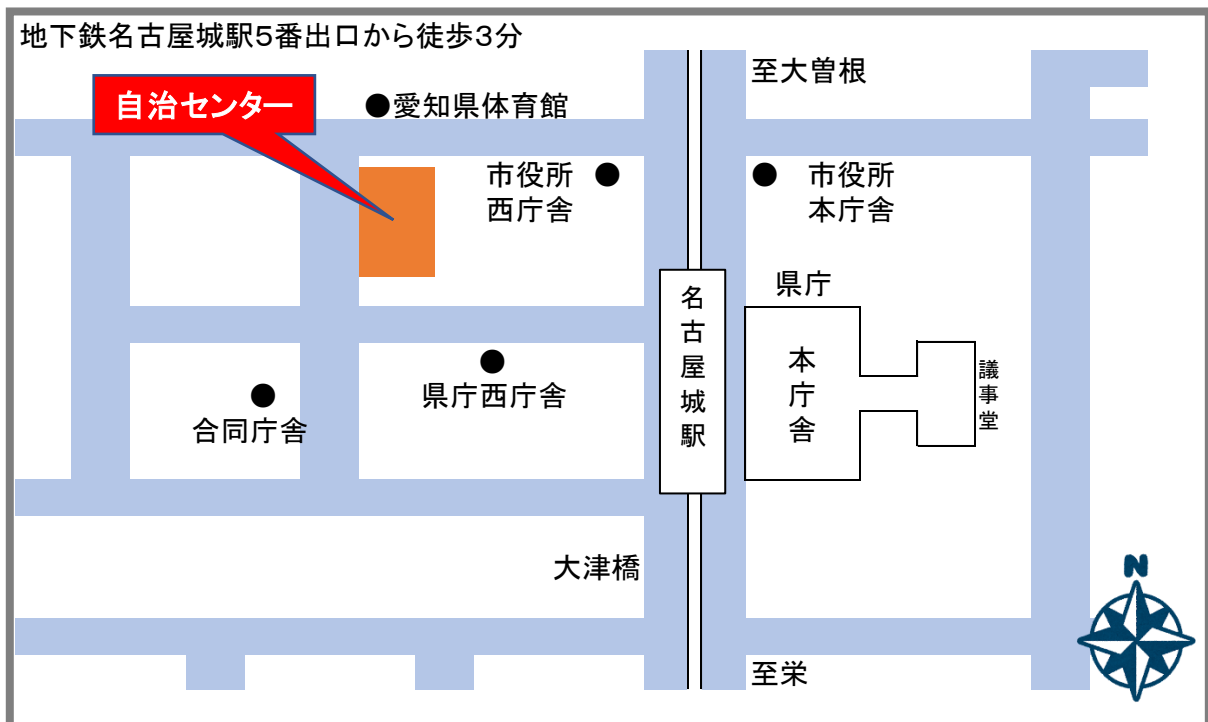 地下鉄名古屋城駅5番出口から徒歩3分
至大曽根
自治センター
●愛知県体育館
市役所
西庁舎
市役所
本庁舎
県庁
名古屋城駅
本庁舎
議事堂
県庁西庁舎
合同庁舎
大津橋
N
至栄